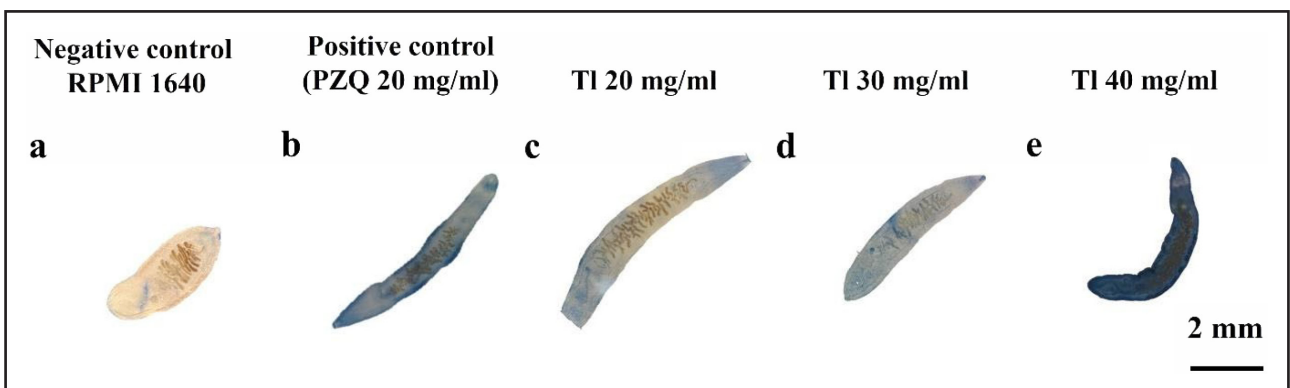 Negative control
RPMI 1640
Positive control
(PZQ 20 mg/ml)
Tl 20 mg/ml
Tl 30 mg/ml
Tl 40 mg/ml
a
b
c
d
e
2 mm